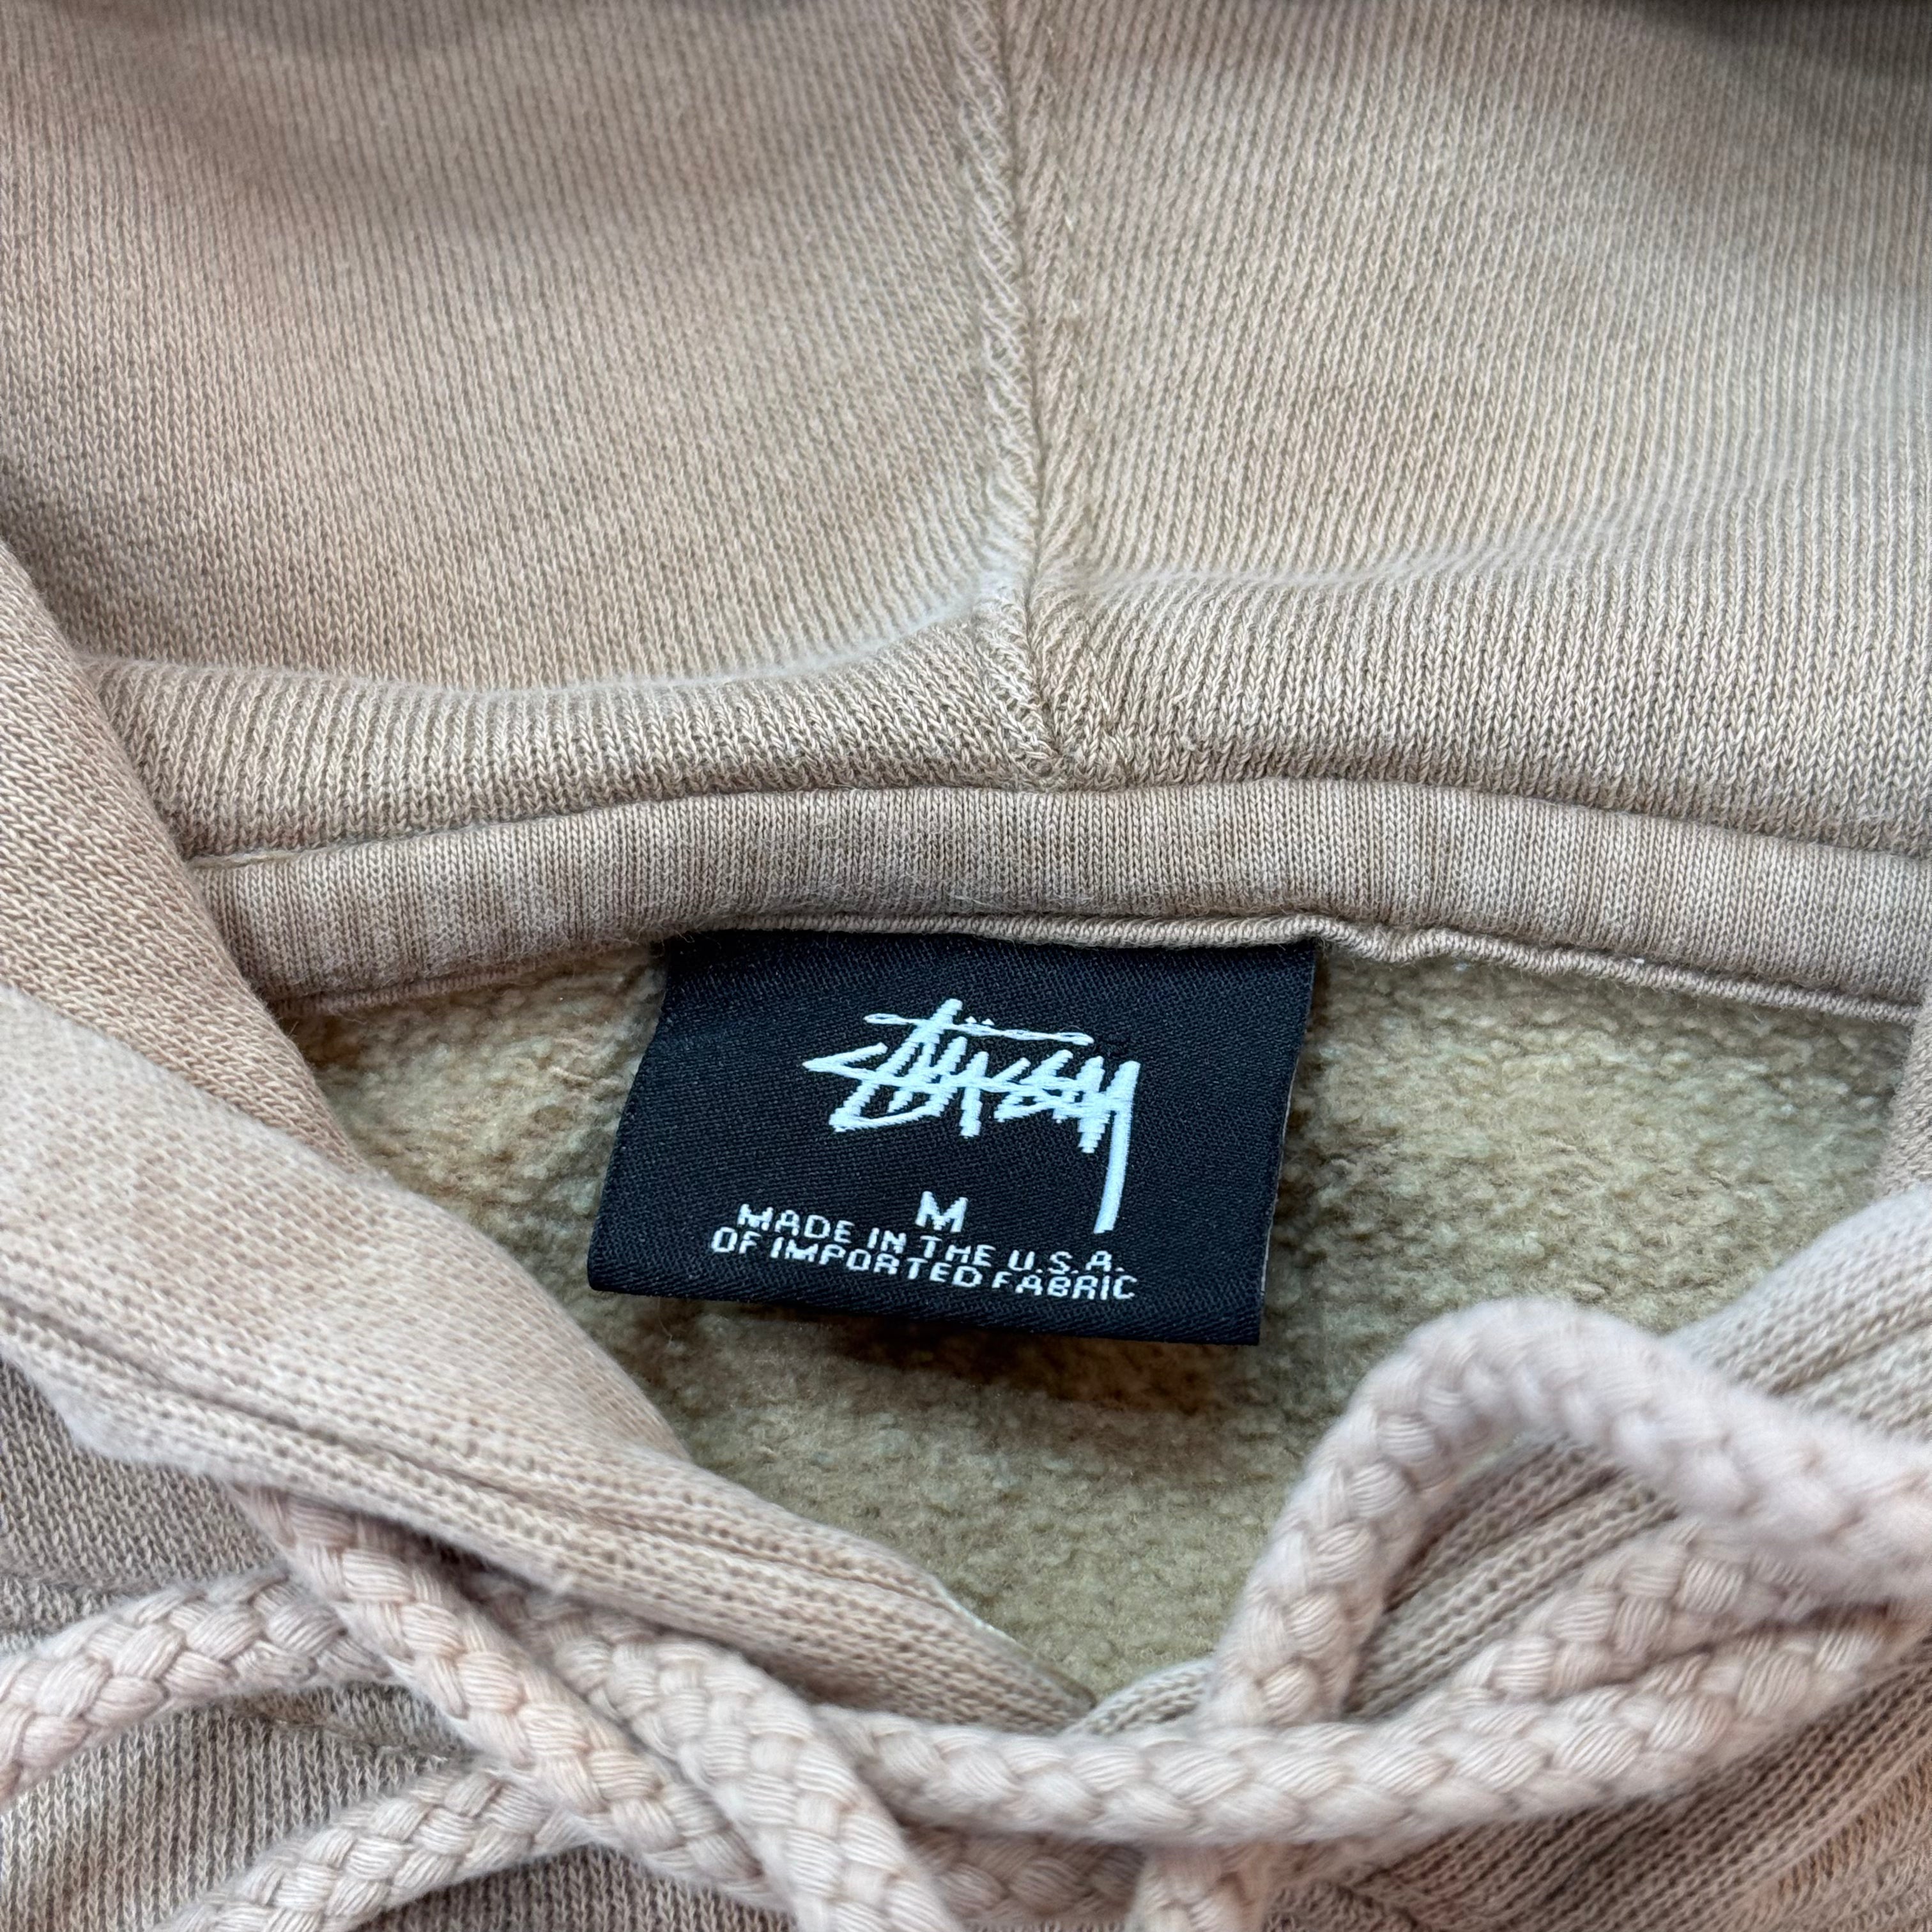 Stüssy
M
MADE IN THE U.S.A.
OF IMPORTED FABRIC